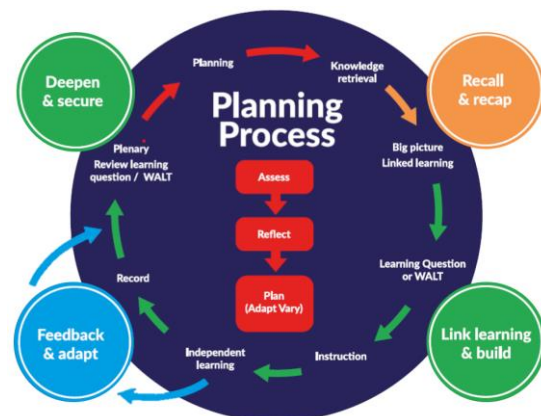 Planning
Process
Assess
Reflect
Plan
(Adapt Vary)
Planning
Knowledge
retrieval
Recall
& recap
Big picture
Linked learning
Learning Question
or WALT
Link learning
& build
Instruction
Independent
learning
Feedback
& adapt
Record
Plenary
Review learning
question / WALT
Deepen
& secure